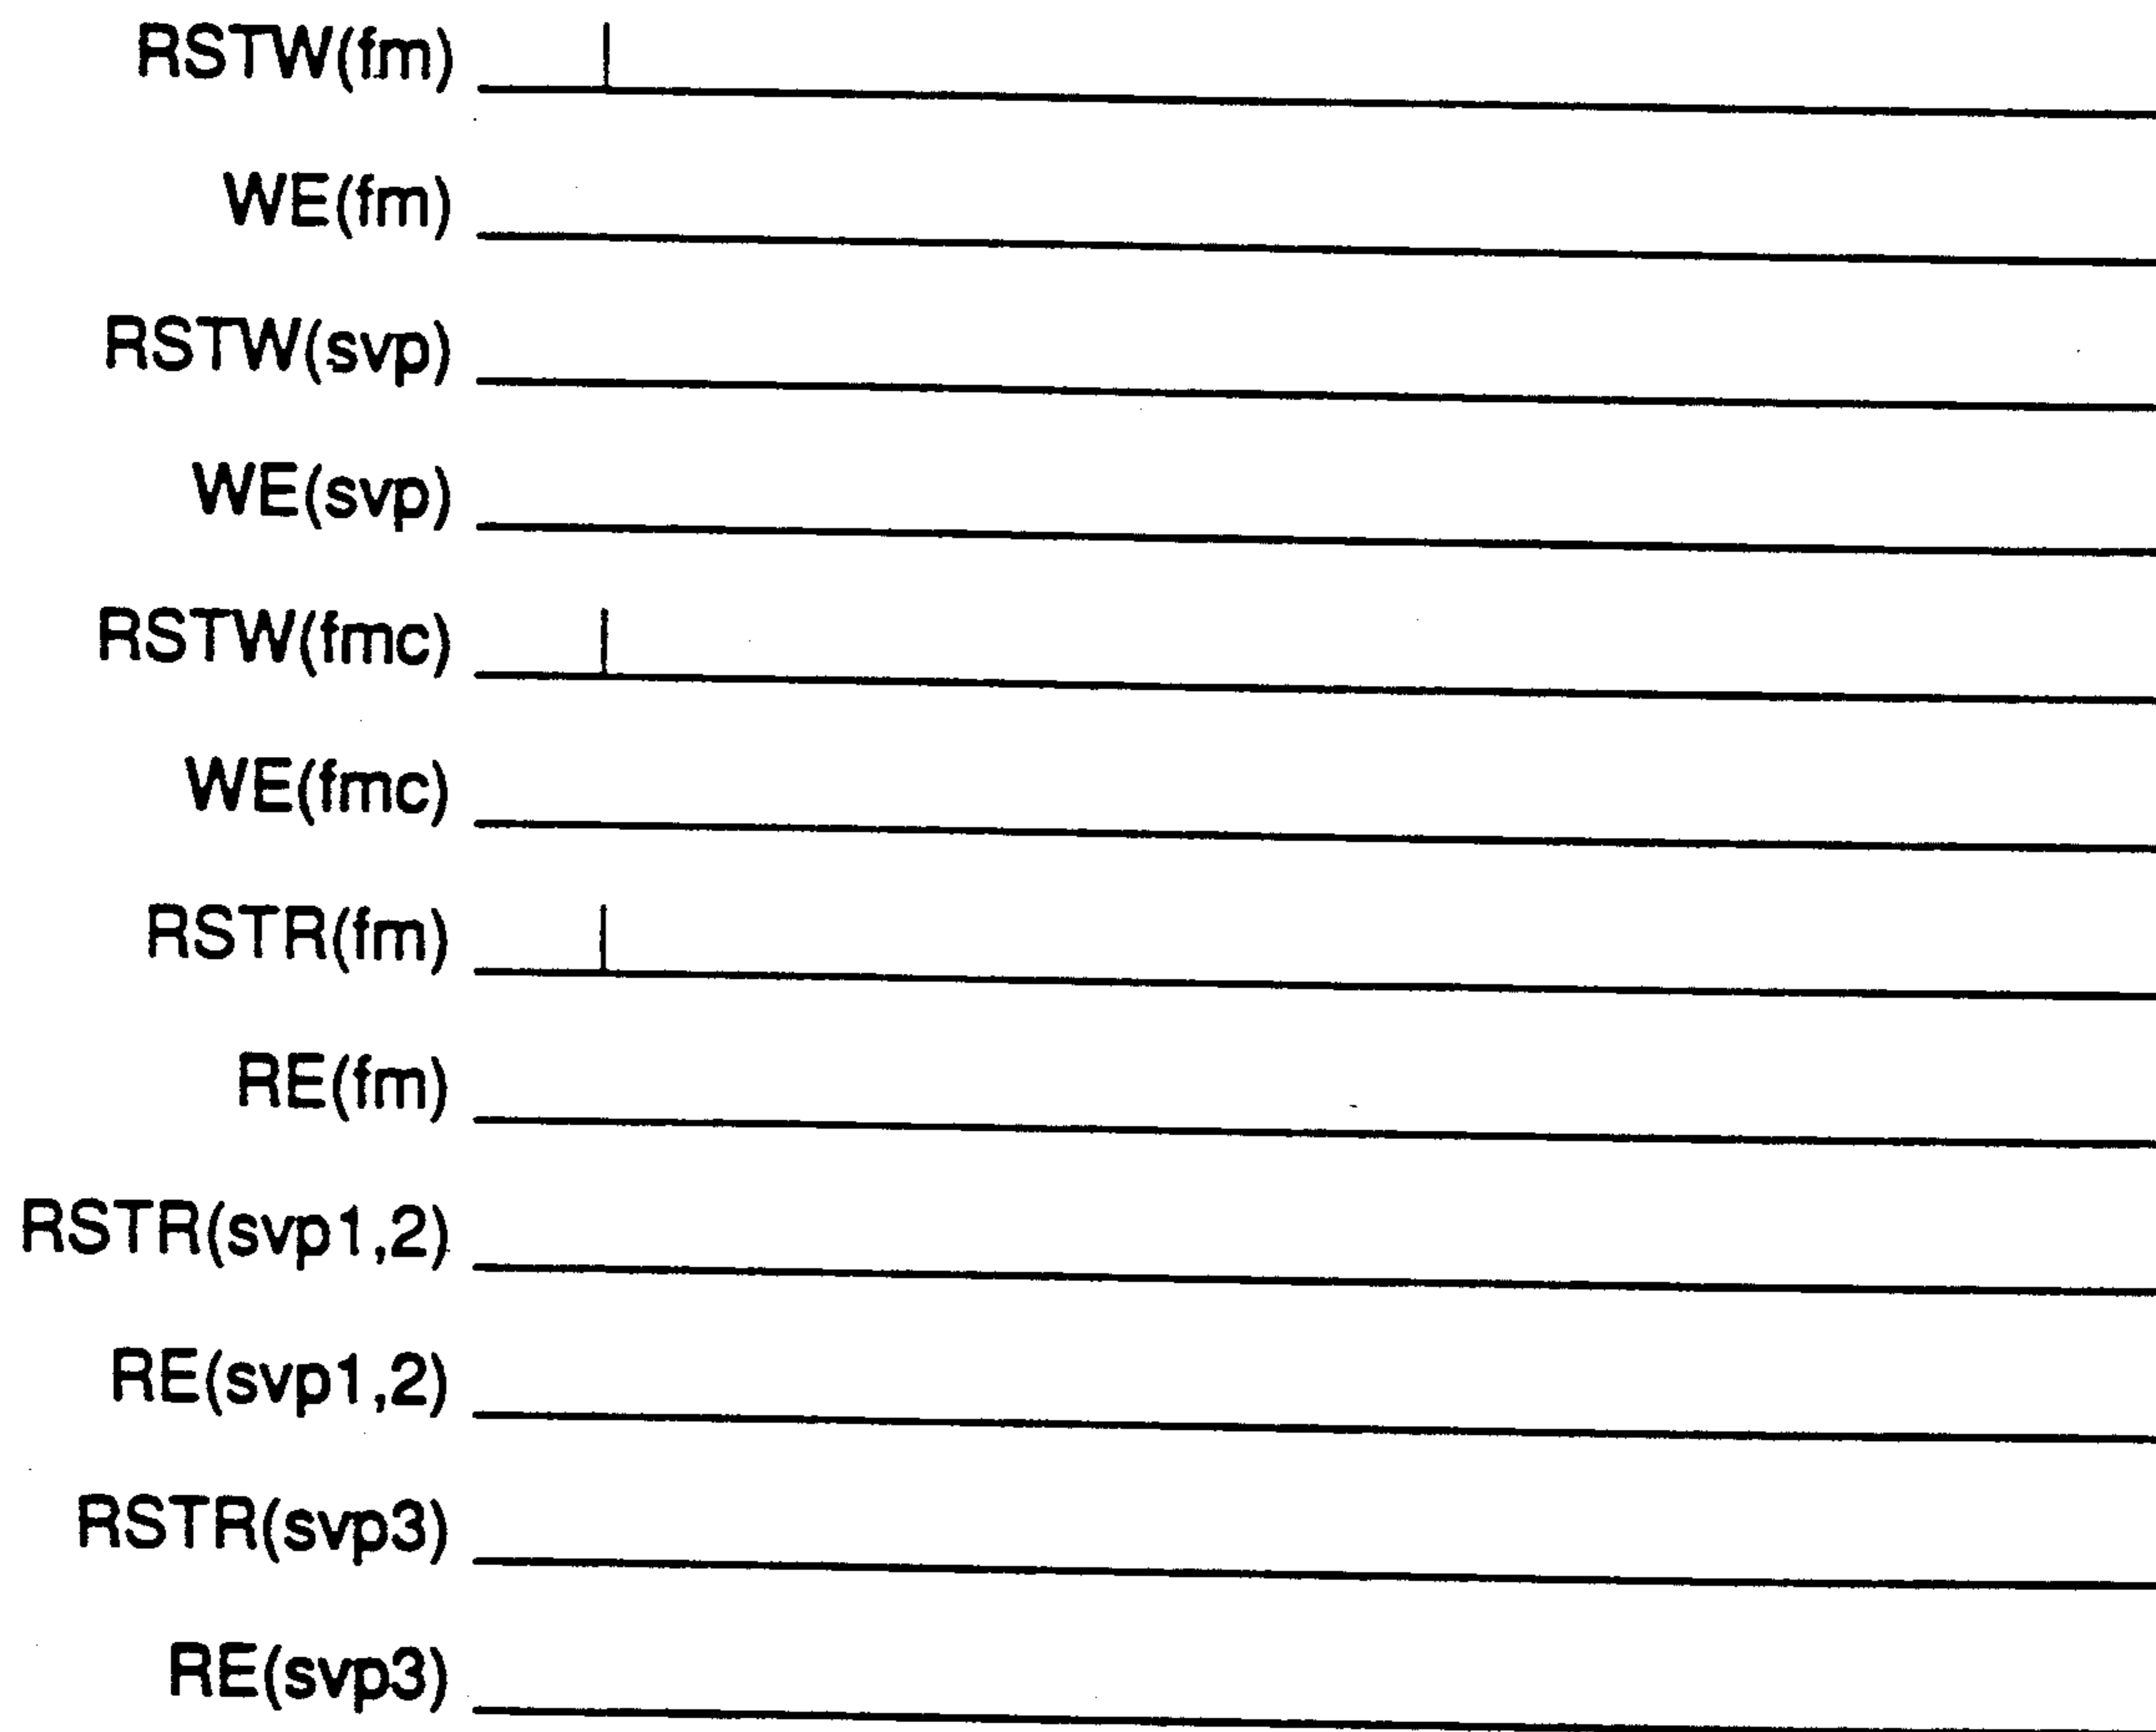 RSTW(fm)
WE(fm)
RSTW(svp)
WE(svp)
RSTW(fmc)
WE(fmc)
RSTR(fm)
RE(fm)
RSTR(svp1,2)
RE(svp1,2)
RSTR(svp3)
RE(svp3)